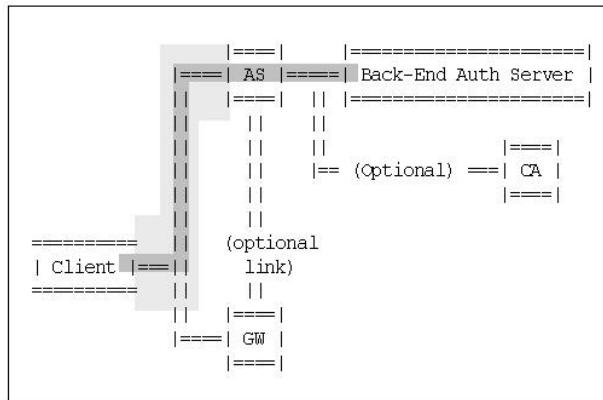 AS Back-End Auth Server
(Optional) CA
(optional
Client link)
GW